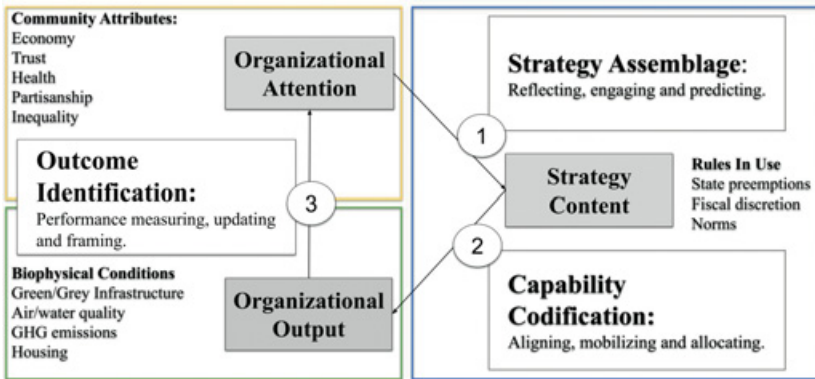 Community Attributes:
Economy
Trust
Health
Partisanship
Inequality
Organizational
Attention
Outcome
Identification:
Performance measuring, updating
and framing.
3
Biophysical Conditions
Green/Grey Infrastructure
Air/water quality
GHG emissions
Housing
Organizational
Output
Strategy Assemblage:
Reflecting, engaging and predicting.
1
Strategy
Content
Rules In Use
State preemptions
Fiscal discretion
Norms
2
Capability
Codification:
Aligning, mobilizing and allocating.